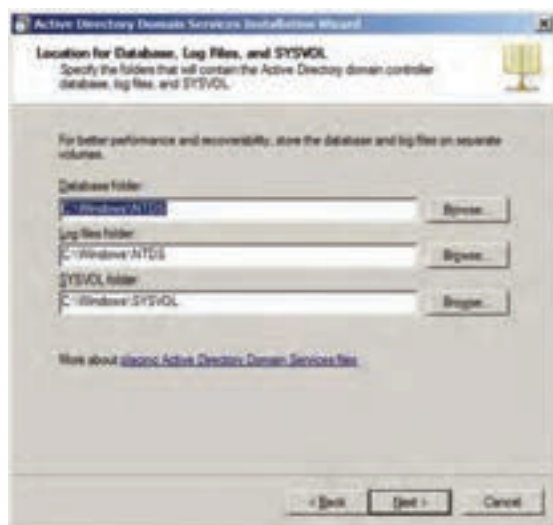 Active Directory Domain Services Installation Wizard
Location for Database, Log Files, and SYSVOL
Specify the folders that will contain the Active Directory domain controller
database, log files, and SYSVOL.
For better performance and recoverability, store the database and log files on separate
volumes.
Database folder:
C:\Windows\NTDS
Browse...
Log files folder:
C:\Windows\NTDS
Browse...
SYSVOL folder:
C:\Windows\SYSVOL
Browse...
More about placing Active Directory Domain Services files
< Back
Next >
Cancel